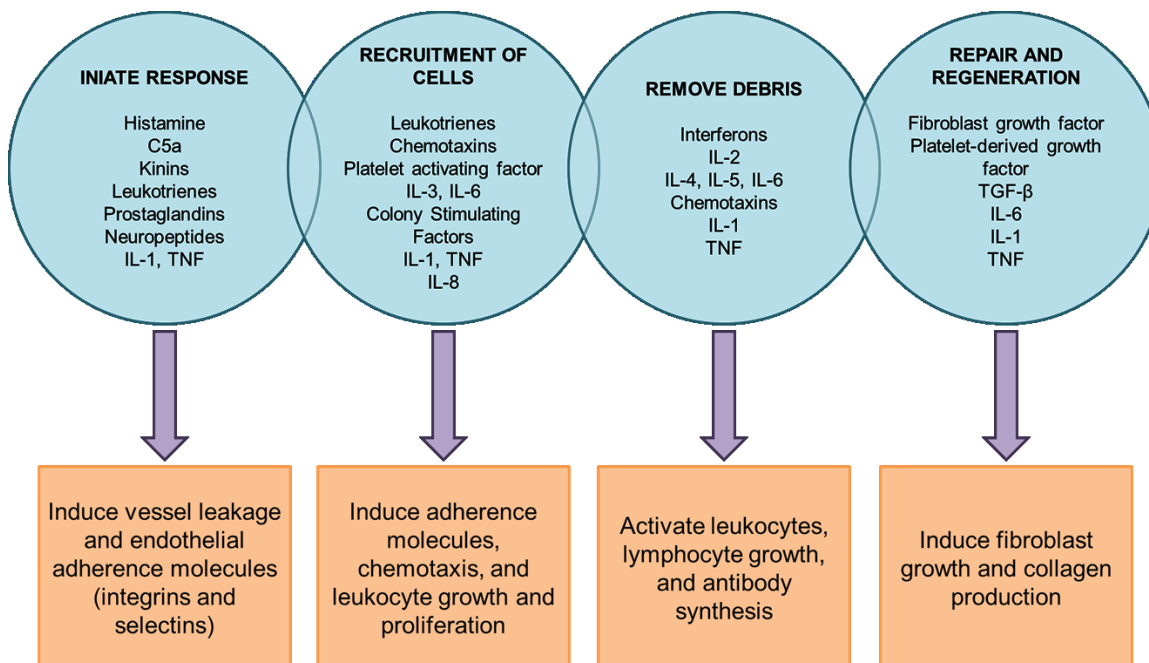 INIATE RESPONSE
Histamine
C5a
Kinins
Leukotrienes
Prostaglandins
Neuropeptides
IL-1, TNF
RECRUITMENT OF
CELLS
Leukotrienes
Chemotaxins
Platelet activating factor
IL-3, IL-6
Colony Stimulating
Factors
IL-1, TNF
IL-8
REMOVE DEBRIS
Interferons
IL-2
IL-4, IL-5, IL-6
Chemotaxins
IL-1
TNF
REPAIR AND
REGENERATION
Fibroblast growth factor
Platelet-derived growth
factor
TGF-β
IL-6
IL-1
TNF
Induce vessel leakage
and endothelial
adherence molecules
(integrins and
selectins)
Induce adherence
molecules,
chemotaxis, and
leukocyte growth and
proliferation
Activate leukocytes,
lymphocyte growth,
and antibody
synthesis
Induce fibroblast
growth and collagen
production